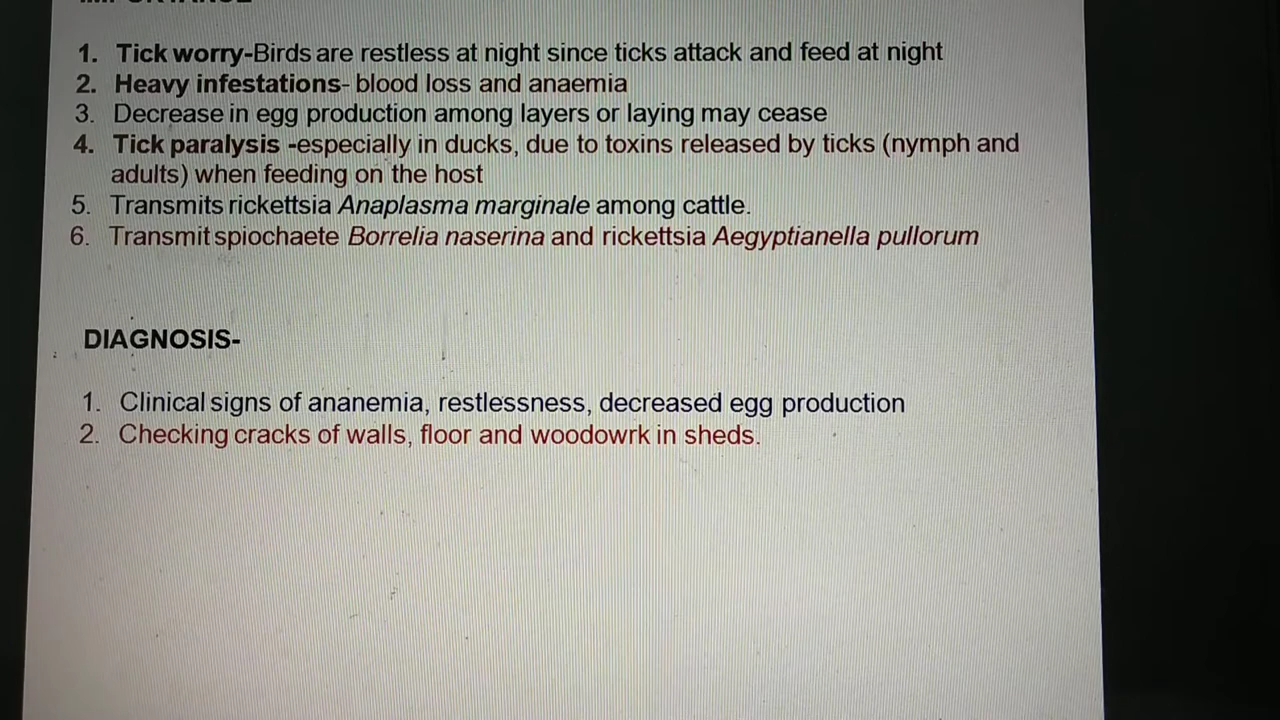 1. Tick worry-Birds are restless at night since ticks attack and feed at night
2. Heavy infestations- blood loss and anaemia
3. Decrease in egg production among layers or laying may cease
4. Tick paralysis -especially in ducks, due to toxins released by ticks (nymph and
adults) when feeding on the host
5. Transmits rickettsia Anaplasma marginale among cattle.
6. Transmit spiochaete Borrelia naserina and rickettsia Aegyptianella pullorum
DIAGNOSIS-
1. Clinical signs of ananemia, restlessness, decreased egg production
2. Checking cracks of walls, floor and woodowrk in sheds.